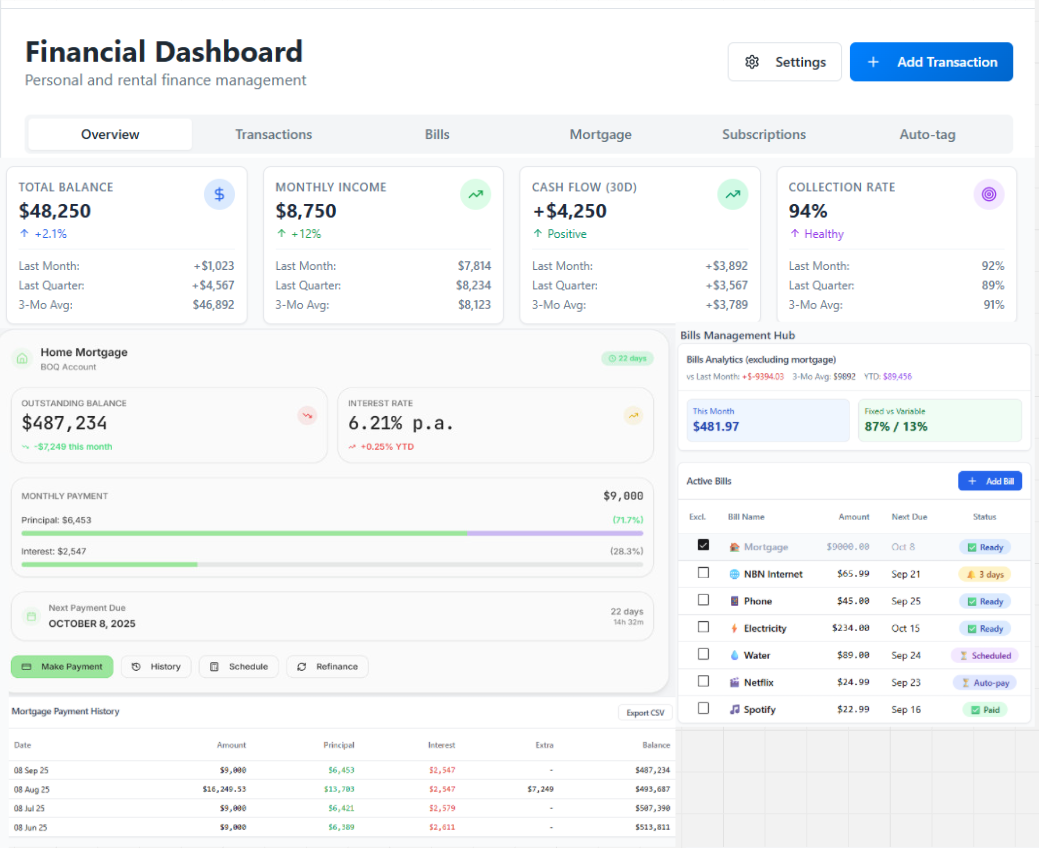 Financial Dashboard
Personal and rental finance management
Settings
+ Add Transaction
Overview Transactions Bills Mortgage Subscriptions Auto-tag
TOTAL BALANCE
$48,250
↑ +2.1%
Last Month: +$1,023
Last Quarter: +$4,567
3-Mo Avg: $46,892
MONTHLY INCOME
$8,750
↑ +12%
Last Month: $7,814
Last Quarter: $8,234
3-Mo Avg: $8,123
CASH FLOW (30D)
+$4,250
↑ Positive
Last Month: +$3,892
Last Quarter: +$3,567
3-Mo Avg: +$3,789
COLLECTION RATE
94%
↑ Healthy
Last Month: 92%
Last Quarter: 89%
3-Mo Avg: 91%
Home Mortgage
BOQ Account
22 days
OUTSTANDING BALANCE
$487,234
-$7,249 this month
INTEREST RATE
6.21% p.a.
+0.25% YTD
MONTHLY PAYMENT $9,000
Principal: $6,453 (71.7%)
Interest: $2,547 (28.3%)
Next Payment Due
OCTOBER 8, 2025
22 days
14h 32m
Make Payment History Schedule Refinance
Mortgage Payment History
Export CSV
Date Amount Principal Interest Extra Balance
08 Sep 25 $9,000 $6,453 $2,547 - $487,234
08 Aug 25 $16,249.53 $13,703 $2,547 $7,249 $493,687
08 Jul 25 $9,000 $6,421 $2,579 - $507,390
08 Jun 25 $9,000 $6,389 $2,611 - $513,811
Bills Management Hub
Bills Analytics (excluding mortgage)
vs Last Month: +$-9394.03 3-Mo Avg: $9892 YTD: $89,456
This Month
$481.97
Fixed vs Variable
87% / 13%
Active Bills
+ Add Bill
Excl. Bill Name Amount Next Due Status
Mortgage $9000.00 Oct 8 Ready
NBN Internet $65.99 Sep 21 3 days
Phone $45.00 Sep 25 Ready
Electricity $234.00 Oct 15 Ready
Water $89.00 Sep 24 Scheduled
Netflix $24.99 Sep 23 Auto-pay
Spotify $22.99 Sep 16 Paid